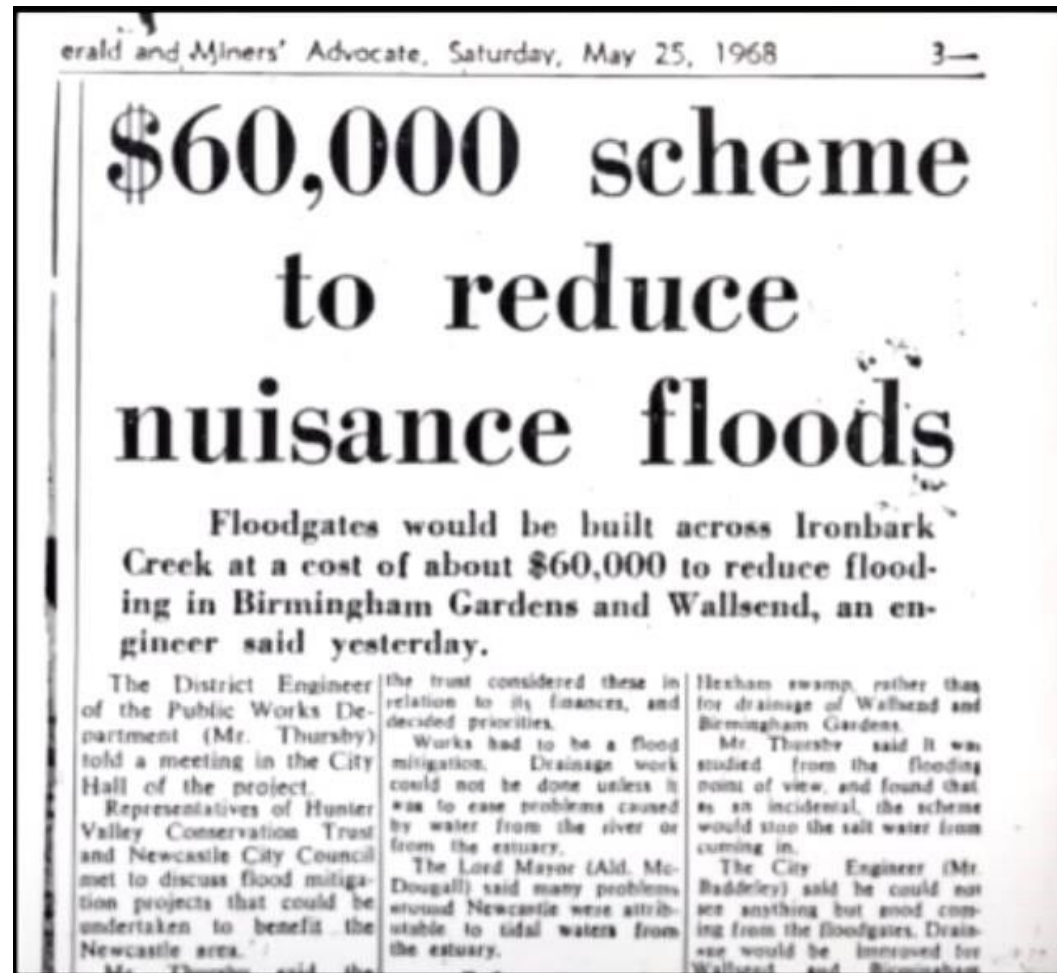 erald and Miners' Advocate, Saturday, May 25, 1968 3—
$60,000 scheme
to reduce
nuisance floods
Floodgates would be built across Ironbark
Creek at a cost of about $60,000 to reduce flood-
ing in Birmingham Gardens and Wallsend, an en-
gineer said yesterday.
The District Engineer
of the Public Works De-
partment (Mr. Thursby)
told a meeting in the City
Hall of the project.
Representatives of Hunter
Valley Conservation Trust
and Newcastle City Council
met to discuss flood mitiga-
tion projects that could be
undertaken to benefit the
Newcastle area.
Mr. Thursby said the
the trust considered these in
relation to its finances, and
decided priorities.
Works had to be a flood
mitigation. Drainage work
could not be done unless it
was to ease problems caused
by water from the river or
from the estuary.
The Lord Mayor (Ald. Mc-
Dougall) said many problems
around Newcastle were attrib-
utable to tidal waters from
the estuary.
Hexham swamp, rather than
for drainage of Wallsend and
Birmingham Gardens.
Mr. Thursby said it was
studied from the flooding
point of view, and found that
as an incidental, the scheme
would stop the salt water from
coming in.
The City Engineer (Mr.
Baddeley) said he could not
see anything but good com-
ing from the floodgates. Drain-
age would be improved for
Wallsend and Birmingham